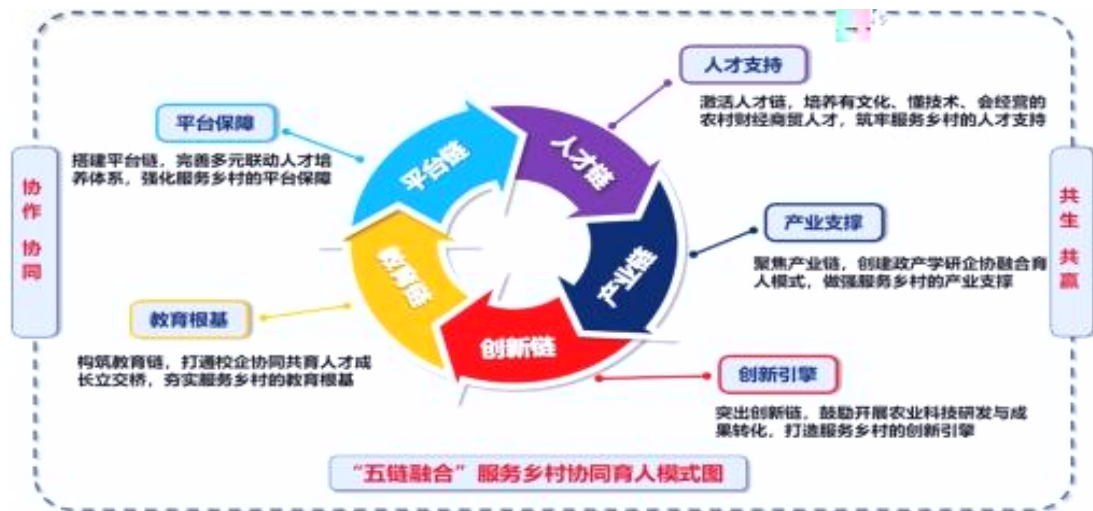 人才支持
激活人才链，培养有文化、懂技术、会经营的
农村财经商贸人才，筑牢服务乡村的人才支持
平台保障
搭建平台链，完善多元联动人才培
养体系，强化服务乡村的平台保障
平台链
人才链
协作 协同
共生 共赢
产业支撑
聚焦产业链，创建政产学研企协融合育
人模式，做强服务乡村的产业支撑
教育链
产业链
创新链
教育根基
构筑教育链，打通校企协同共育人才成
长立交桥，夯实服务乡村的教育根基
创新引擎
突出创新链，鼓励开展农业科技研发与成
果转化，打造服务乡村的创新引擎
“五链融合”服务乡村协同育人模式图